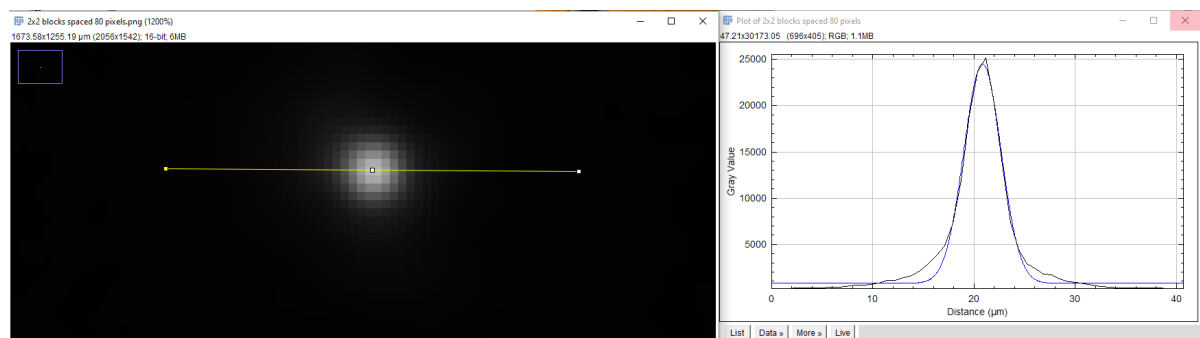 2x2 blocks spaced 80 pixels.png (1200%)
1673.58x1255.19 µm (2056x1542); 16-bit; 6MB
Plot of 2x2 blocks spaced 80 pixels
47.21x30173.05 (696x405); RGB; 1.1MB
25000
20000
15000
10000
5000
Gray Value
0 10 20 30 40
Distance (µm)
List Data » More » Live